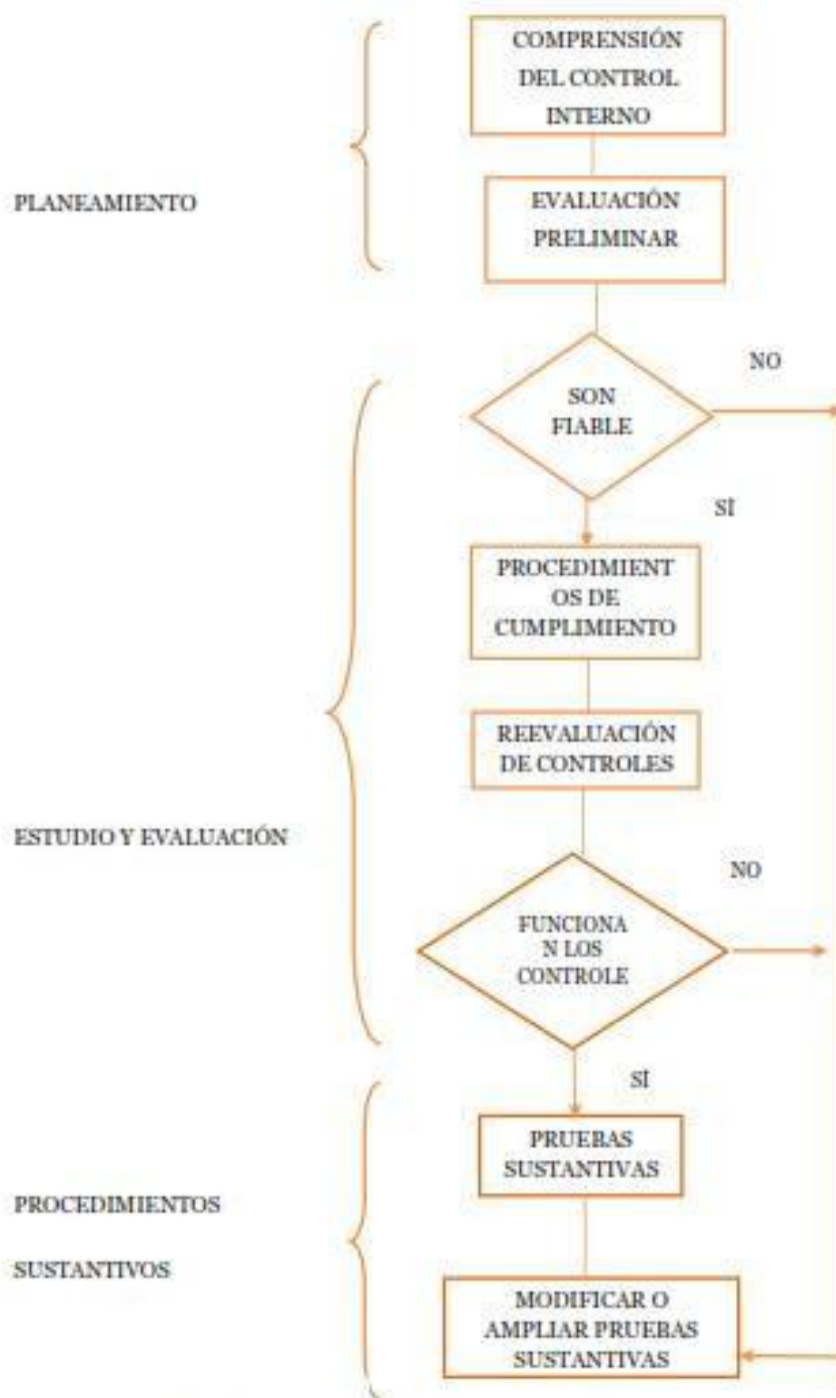 COMPRENSIÓN
DEL CONTROL
INTERNO
PLANEAMIENTO
EVALUACIÓN
PRELIMINAR
NO
SON
FIABLE
SÍ
PROCEDIMIENT
OS DE
CUMPLIMIENTO
REEVALUACIÓN
DE CONTROLES
ESTUDIO Y EVALUACIÓN
NO
FUNCIONA
N LOS
CONTROLE
SÍ
PRUEBAS
SUSTANTIVAS
PROCEDIMIENTOS
SUSTANTIVOS
MODIFICAR O
AMPLIAR PRUEBAS
SUSTANTIVAS